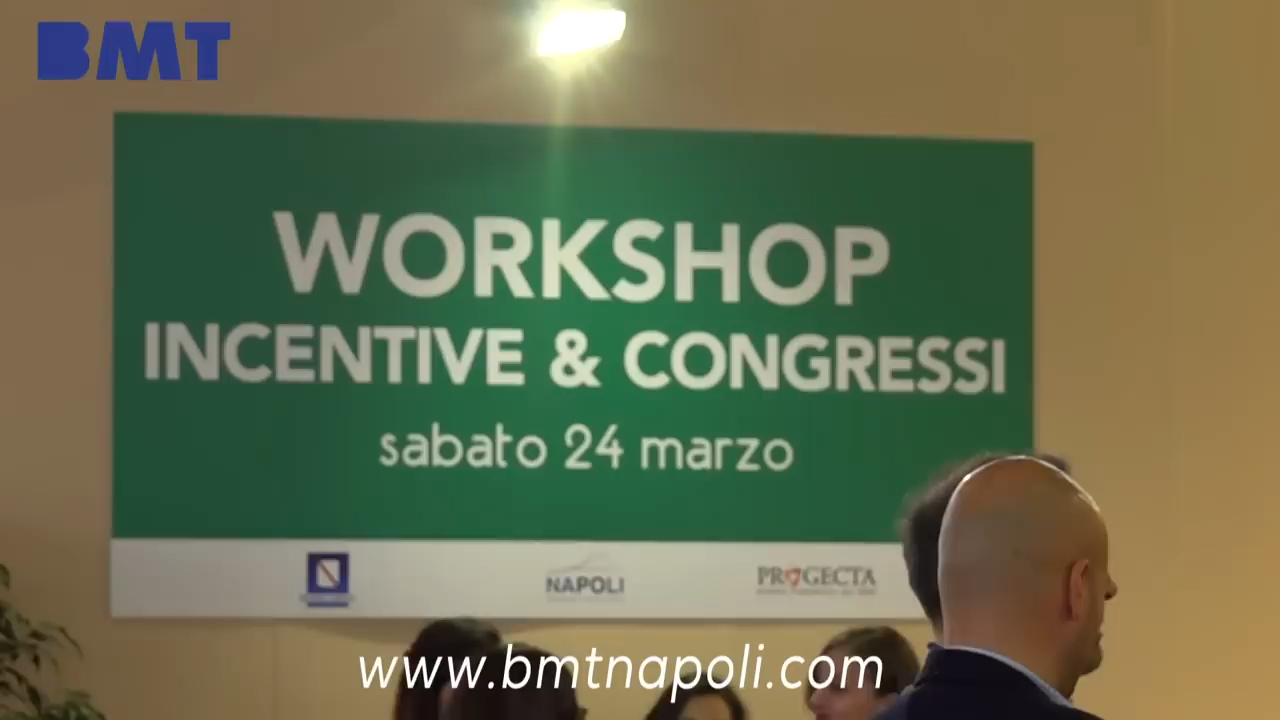 BMT
WORKSHOP
INCENTIVE & CONGRESSI
sabato 24 marzo
NAPOLI
PROGECTA
www.bmtnapoli.com